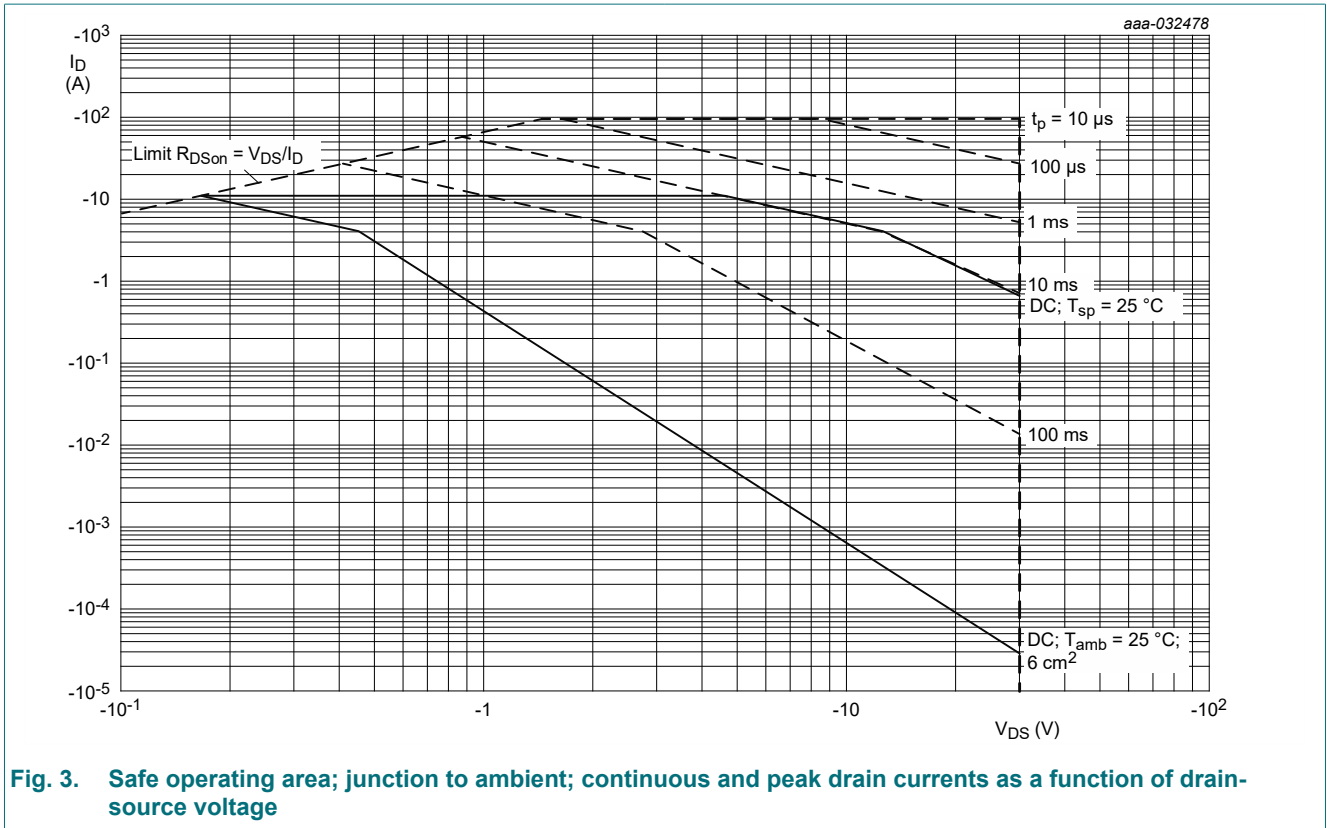 aaa-032478
-10³
I_D
(A)
-10²
t_p = 10 µs
Limit R_DSon = V_DS/I_D
100 µs
-10
1 ms
-1
10 ms
DC; T_sp = 25 °C
-10⁻¹
-10⁻²
100 ms
-10⁻³
-10⁻⁴
DC; T_amb = 25 °C;
6 cm²
-10⁻⁵
-10⁻¹
-1
-10
-10²
V_DS (V)
Fig. 3. Safe operating area; junction to ambient; continuous and peak drain currents as a function of drain-
source voltage